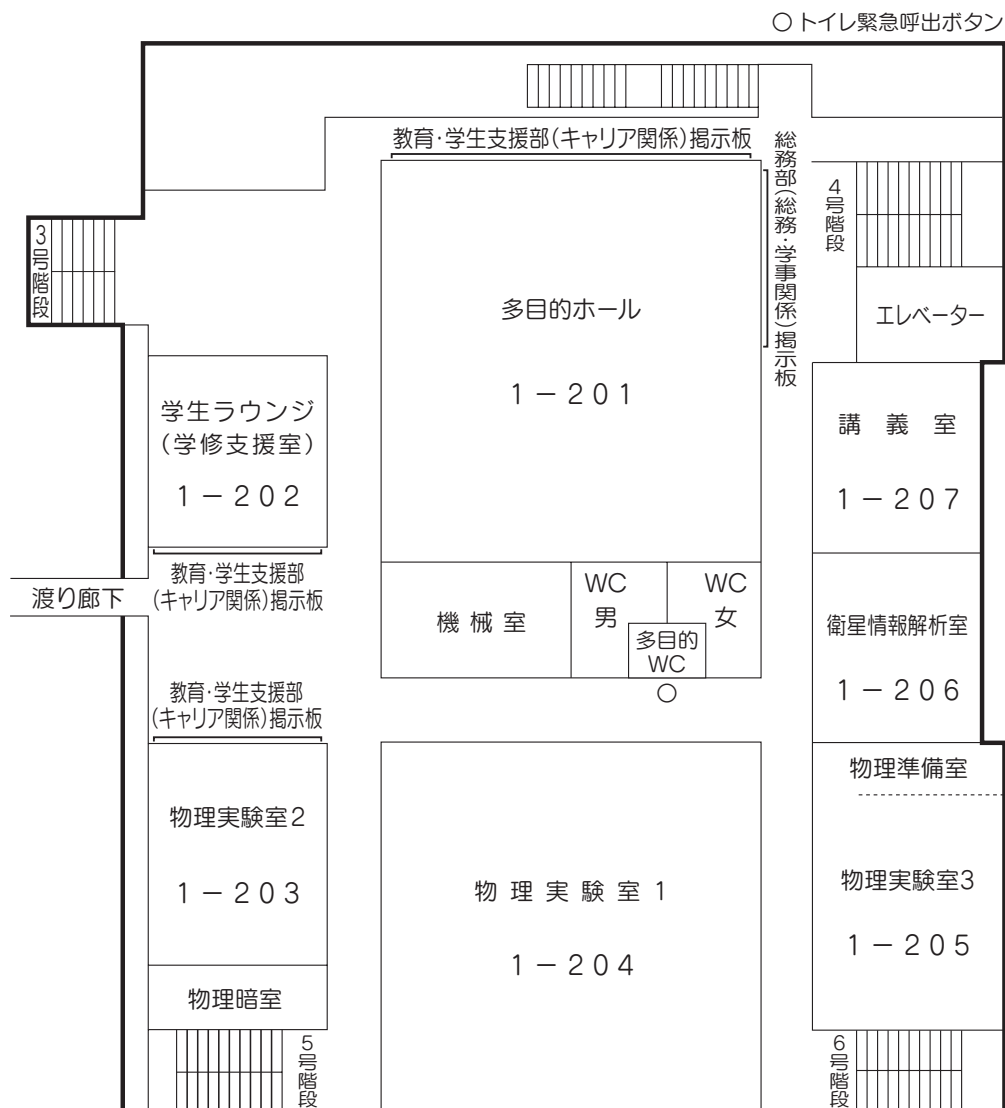 ○トイレ緊急呼出ボタン
教育・学生支援部(キャリア関係)掲示板
総務部(総務・学事関係)掲示板
4号階段
3号階段
多目的ホール
1－201
エレベーター
学生ラウンジ
(学修支援室)
1－202
講義室
1－207
教育・学生支援部
(キャリア関係)掲示板
渡り廊下
機械室
WC
男
WC
女
多目的
WC
○
衛星情報解析室
1－206
教育・学生支援部
(キャリア関係)掲示板
物理準備室
物理実験室2
1－203
物理実験室1
1－204
物理実験室3
1－205
物理暗室
5号階段
6号階段